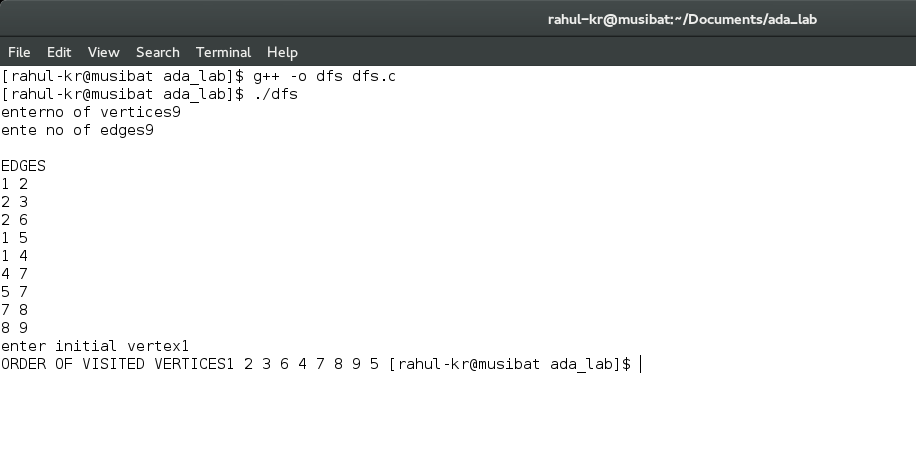 rahul-kr@musibat:~/Documents/ada_lab
File Edit View Search Terminal Help
[rahul-kr@musibat ada_lab]$ g++ -o dfs dfs.c
[rahul-kr@musibat ada_lab]$ ./dfs
enterno of vertices9
ente no of edges9
EDGES
1 2
2 3
2 6
1 5
1 4
4 7
5 7
7 8
8 9
enter initial vertex1
ORDER OF VISITED VERTICES1 2 3 6 4 7 8 9 5 [rahul-kr@musibat ada_lab]$